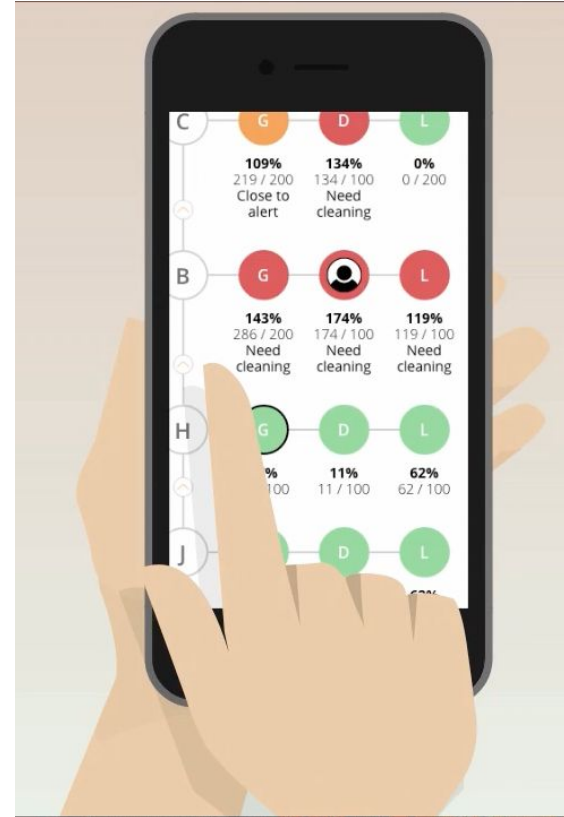 C G D L
109% 134% 0%
219 / 200 134 / 100 0 / 200
Close to Need
alert cleaning
B G L
143% 174% 119%
286 / 200 174 / 100 119 / 100
Need Need Need
cleaning cleaning cleaning
H G D L
% 11% 62%
100 11 / 100 62 / 100
J D L